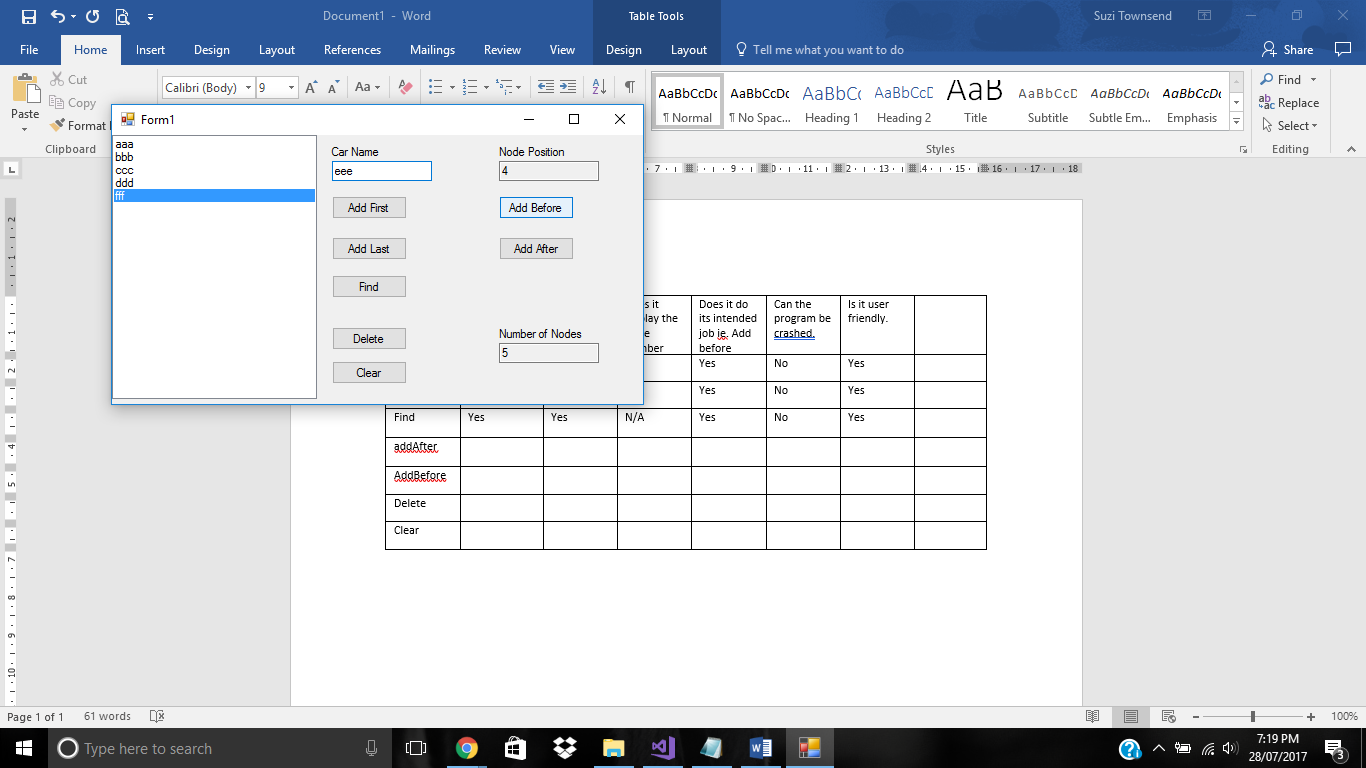 Document1 - Word
Table Tools
Suzi Townsend
File
Home
Insert
Design
Layout
References
Mailings
Review
View
Design
Layout
Tell me what you want to do
Share
Paste
Cut
Copy
Format
Clipboard
Calibri (Body)
9
Aa
AaBbCcDc
¶ Normal
AaBbCcDc
¶ No Spac...
AaBbCc
Heading 1
AaBbCcD
Heading 2
AaB
Title
AaBbCcD
Subtitle
AaBbCcDc
Subtle Em...
AaBbCcDc
Emphasis
Styles
Find
Replace
Select
Editing
Form1
aaa
bbb
ccc
ddd
fff
Car Name
eee
Node Position
4
Add First
Add Before
Add Last
Add After
Find
Delete
Number of Nodes
5
Clear
Does it do
its intended
job ie. Add
before
Can the
program be
crashed.
Is it user
friendly.
Yes No Yes
Yes No Yes
Find Yes Yes N/A Yes No Yes
addAfter
AddBefore
Delete
Clear
Page 1 of 1
61 words
100%
Type here to search
7:19 PM
28/07/2017
3